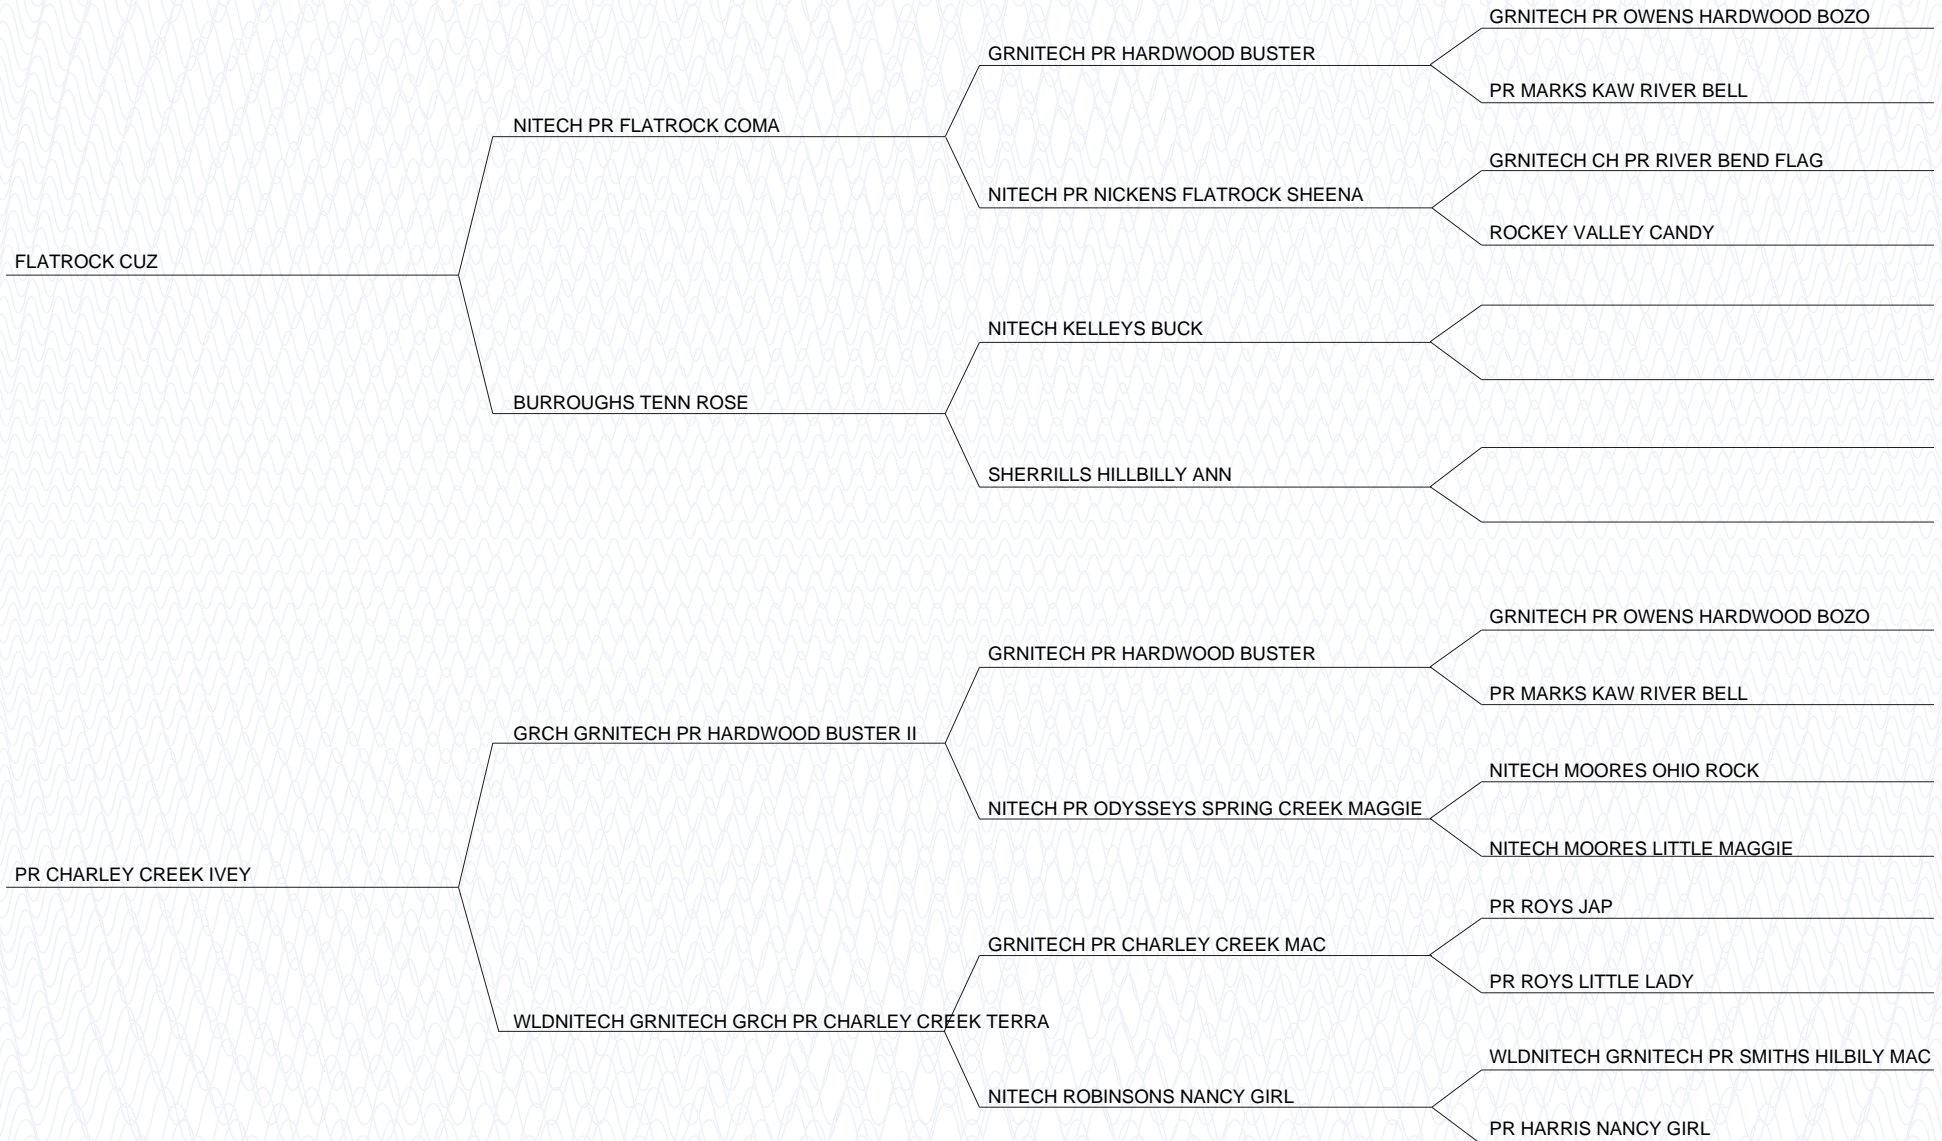 GRNITECH PR OWENS HARDWOOD BOZO
GRNITECH PR HARDWOOD BUSTER
PR MARKS KAW RIVER BELL
NITECH PR FLATROCK COMA
GRNITECH CH PR RIVER BEND FLAG
NITECH PR NICKENS FLATROCK SHEENA
ROCKEY VALLEY CANDY
FLATROCK CUZ
NITECH KELLEYS BUCK
BURROUGHS TENN ROSE
SHERRILLS HILLBILLY ANN
GRNITECH PR OWENS HARDWOOD BOZO
GRNITECH PR HARDWOOD BUSTER
PR MARKS KAW RIVER BELL
GRCH GRNITECH PR HARDWOOD BUSTER II
NITECH MOORES OHIO ROCK
NITECH PR ODYSSEYS SPRING CREEK MAGGIE
NITECH MOORES LITTLE MAGGIE
PR CHARLEY CREEK IVEY
PR ROYS JAP
GRNITECH PR CHARLEY CREEK MAC
PR ROYS LITTLE LADY
WLDNITECH GRNITECH GRCH PR CHARLEY CREEK TERRA
WLDNITECH GRNITECH PR SMITHS HILBILY MAC
NITECH ROBINSONS NANCY GIRL
PR HARRIS NANCY GIRL